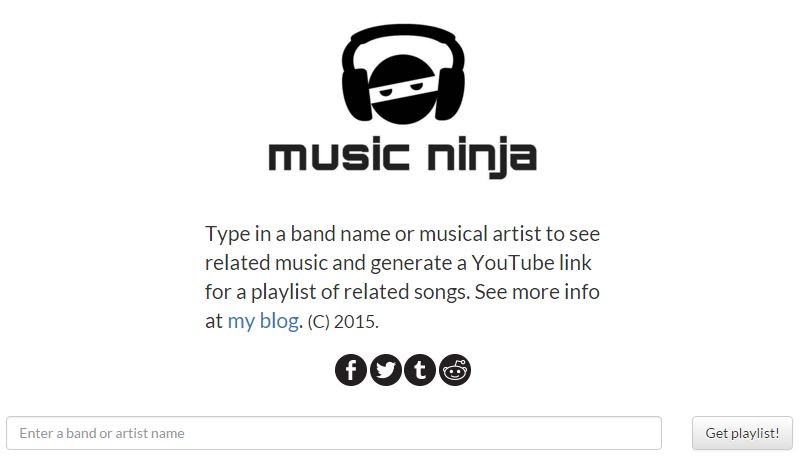 music ninja
Type in a band name or musical artist to see
related music and generate a YouTube link
for a playlist of related songs. See more info
at my blog. (C) 2015.
f t
Enter a band or artist name Get playlist!